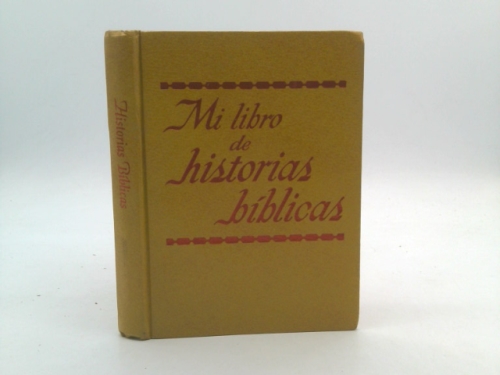 Mi libro
de
historias
bíblicas
Historias Bíblicas